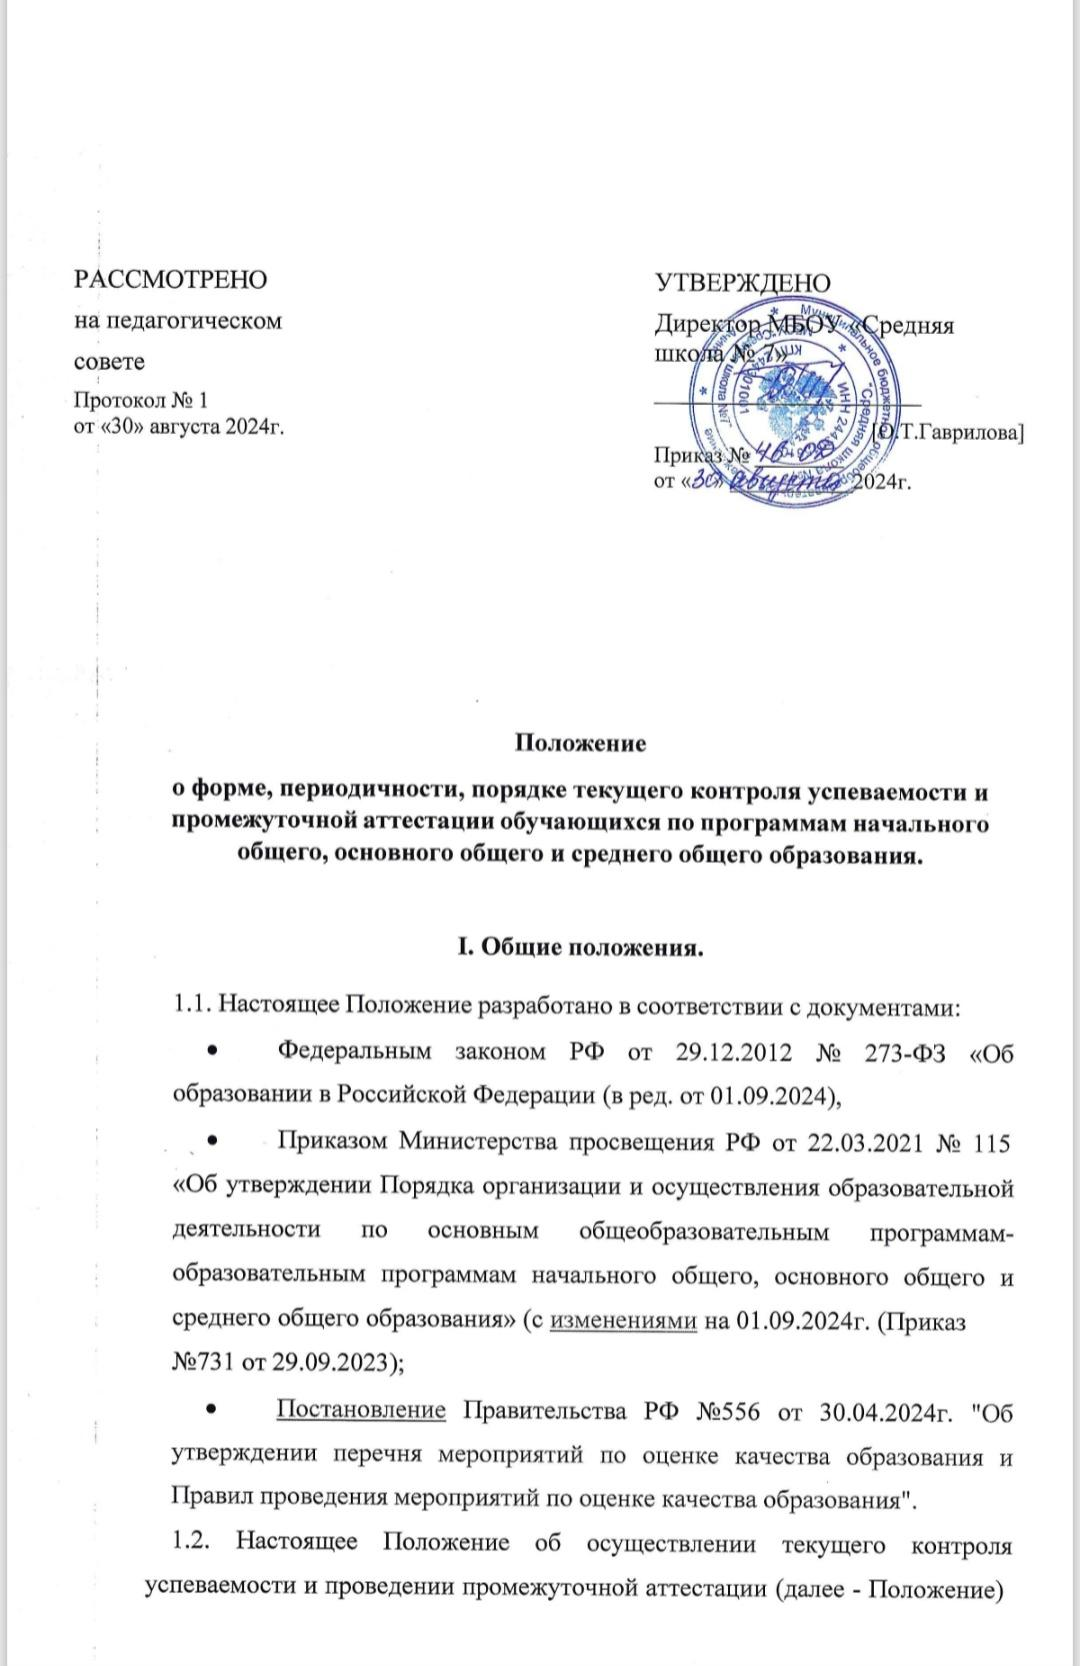 РАССМОТРЕНО
на педагогическом
совете
Протокол № 1
от «30» августа 2024г.
УТВЕРЖДЕНО
Директор МБОУ «Средняя
школа № 7»
[О.Т.Гаврилова]
Приказ №
от «30» августа 2024г.
Положение
о форме, периодичности, порядке текущего контроля успеваемости и
промежуточной аттестации обучающихся по программам начального
общего, основного общего и среднего общего образования.
I. Общие положения.
1.1. Настоящее Положение разработано в соответствии с документами:
● Федеральным законом РФ от 29.12.2012 № 273-ФЗ «Об
образовании в Российской Федерации (в ред. от 01.09.2024),
● Приказом Министерства просвещения РФ от 22.03.2021 № 115
«Об утверждении Порядка организации и осуществления образовательной
деятельности по основным общеобразовательным программам-
образовательным программам начального общего, основного общего и
среднего общего образования» (с изменениями на 01.09.2024г. (Приказ
№731 от 29.09.2023);
● Постановление Правительства РФ №556 от 30.04.2024г. "Об
утверждении перечня мероприятий по оценке качества образования и
Правил проведения мероприятий по оценке качества образования".
1.2. Настоящее Положение об осуществлении текущего контроля
успеваемости и проведении промежуточной аттестации (далее - Положение)